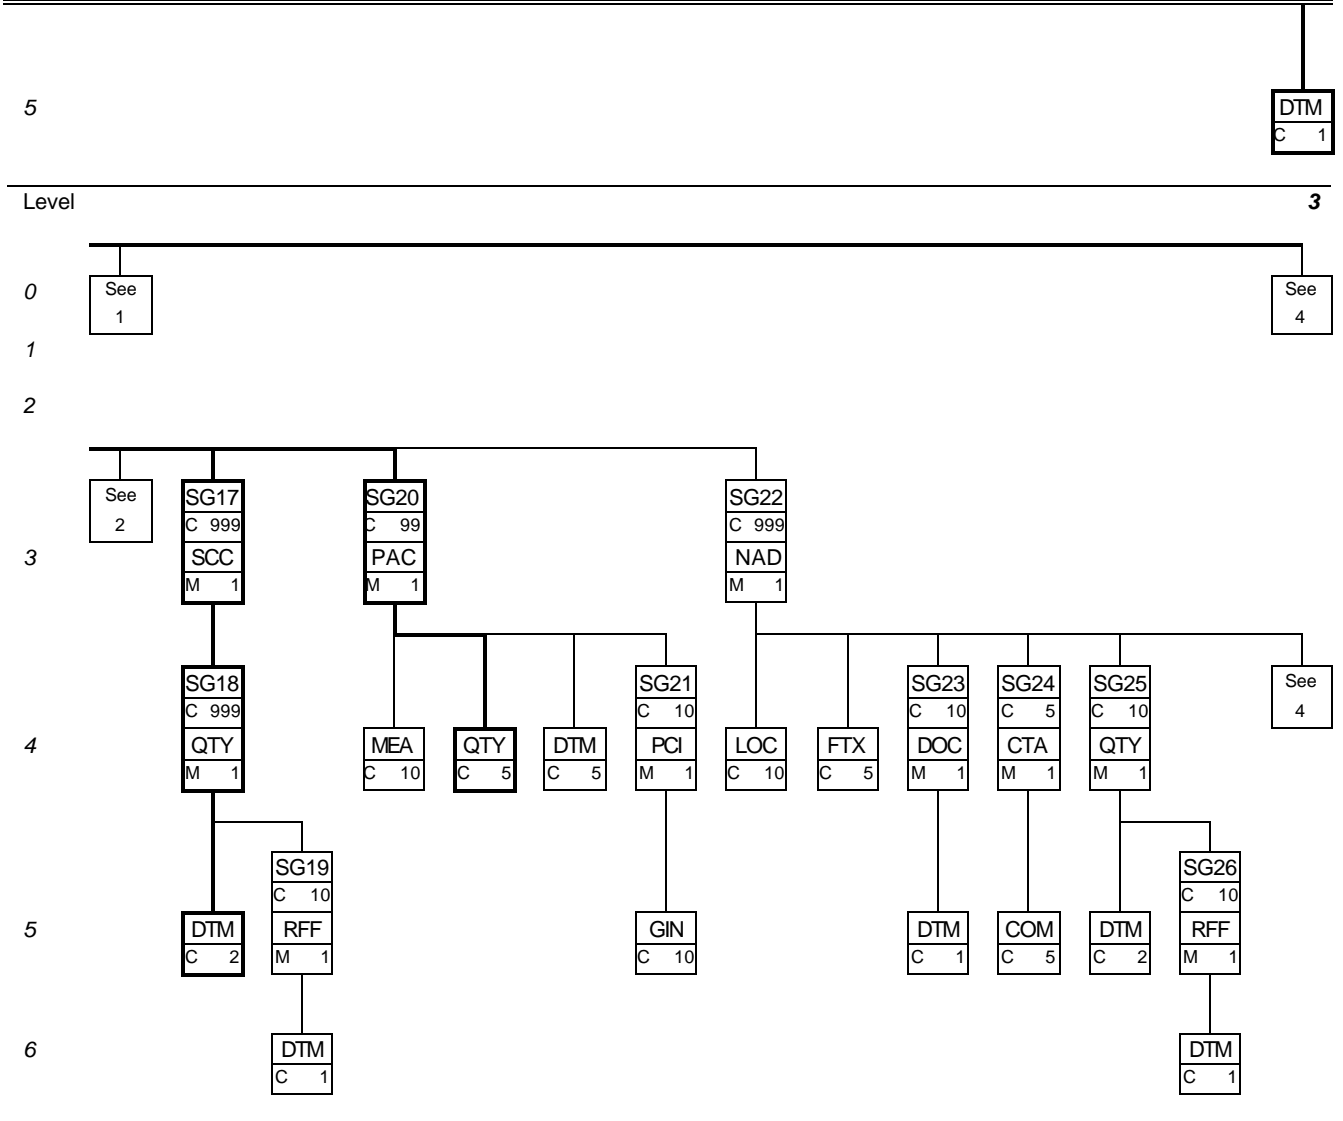 5
DTM
C 1
Level 3
0 See See
1 4
1
2
See SG17 SG20 SG22
2 C 999 C 99 C 999
3 SCC PAC NAD
M 1 M 1 M 1
SG18 SG21 SG23 SG24 SG25 See
C 999 C 10 C 10 C 5 C 10 4
4 QTY MEA QTY DTM PCI LOC FTX DOC CTA QTY
M 1 C 10 C 5 C 5 M 1 C 10 C 5 M 1 M 1 M 1
SG19 SG26
C 10 C 10
5 DTM RFF GIN DTM COM DTM RFF
C 2 M 1 C 10 C 1 C 5 C 2 M 1
6 DTM DTM
C 1 C 1